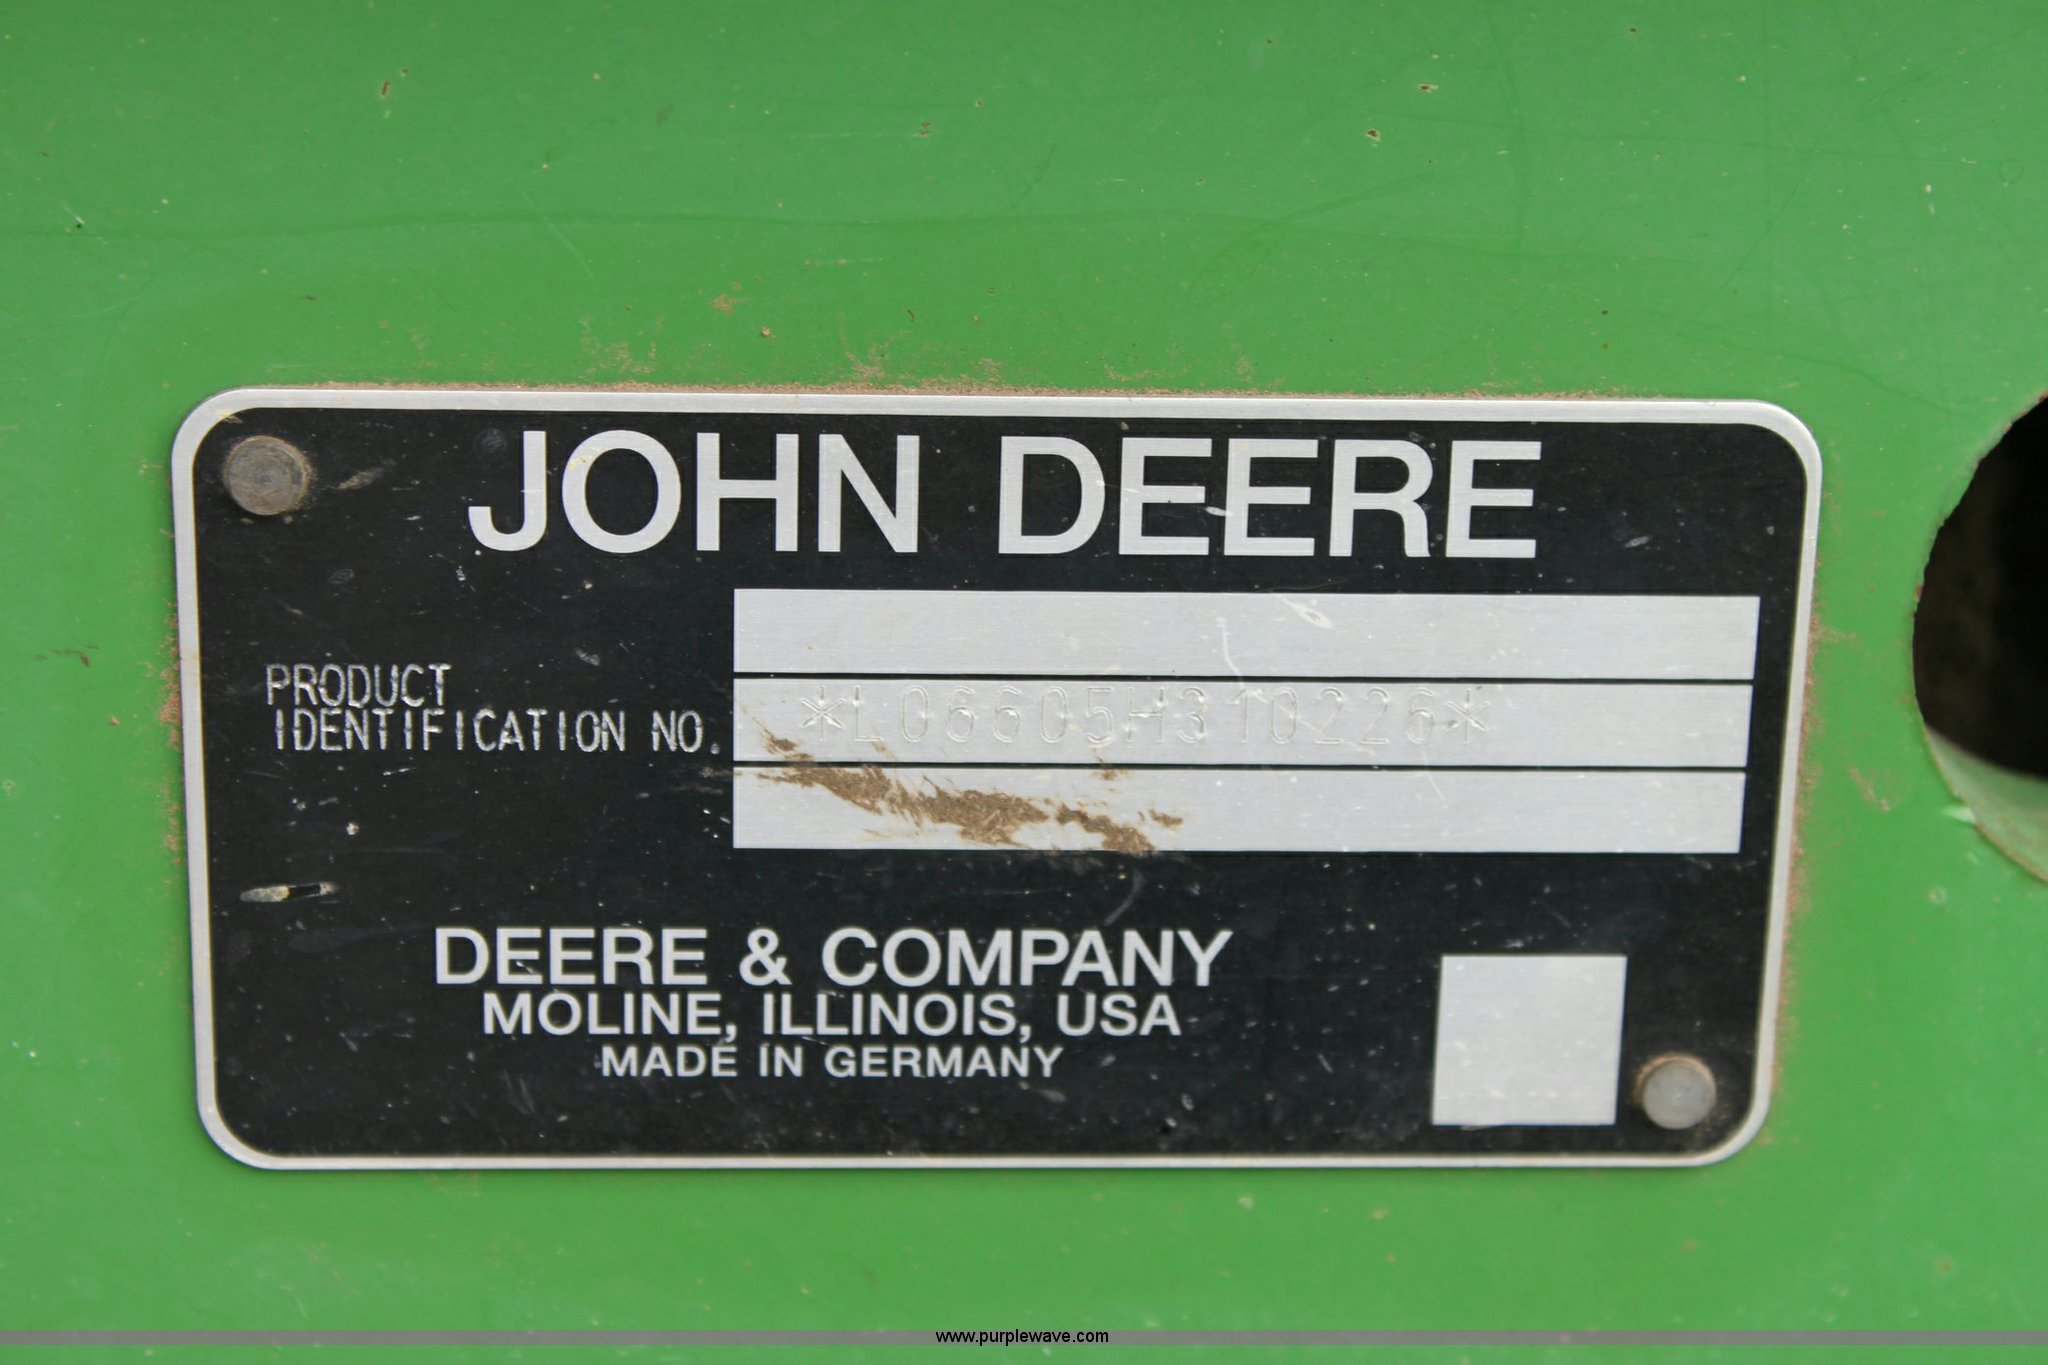 JOHN DEERE
PRODUCT
IDENTIFICATION NO.
*L06605H310226*
DEERE & COMPANY
MOLINE, ILLINOIS, USA
MADE IN GERMANY
www.purplewave.com